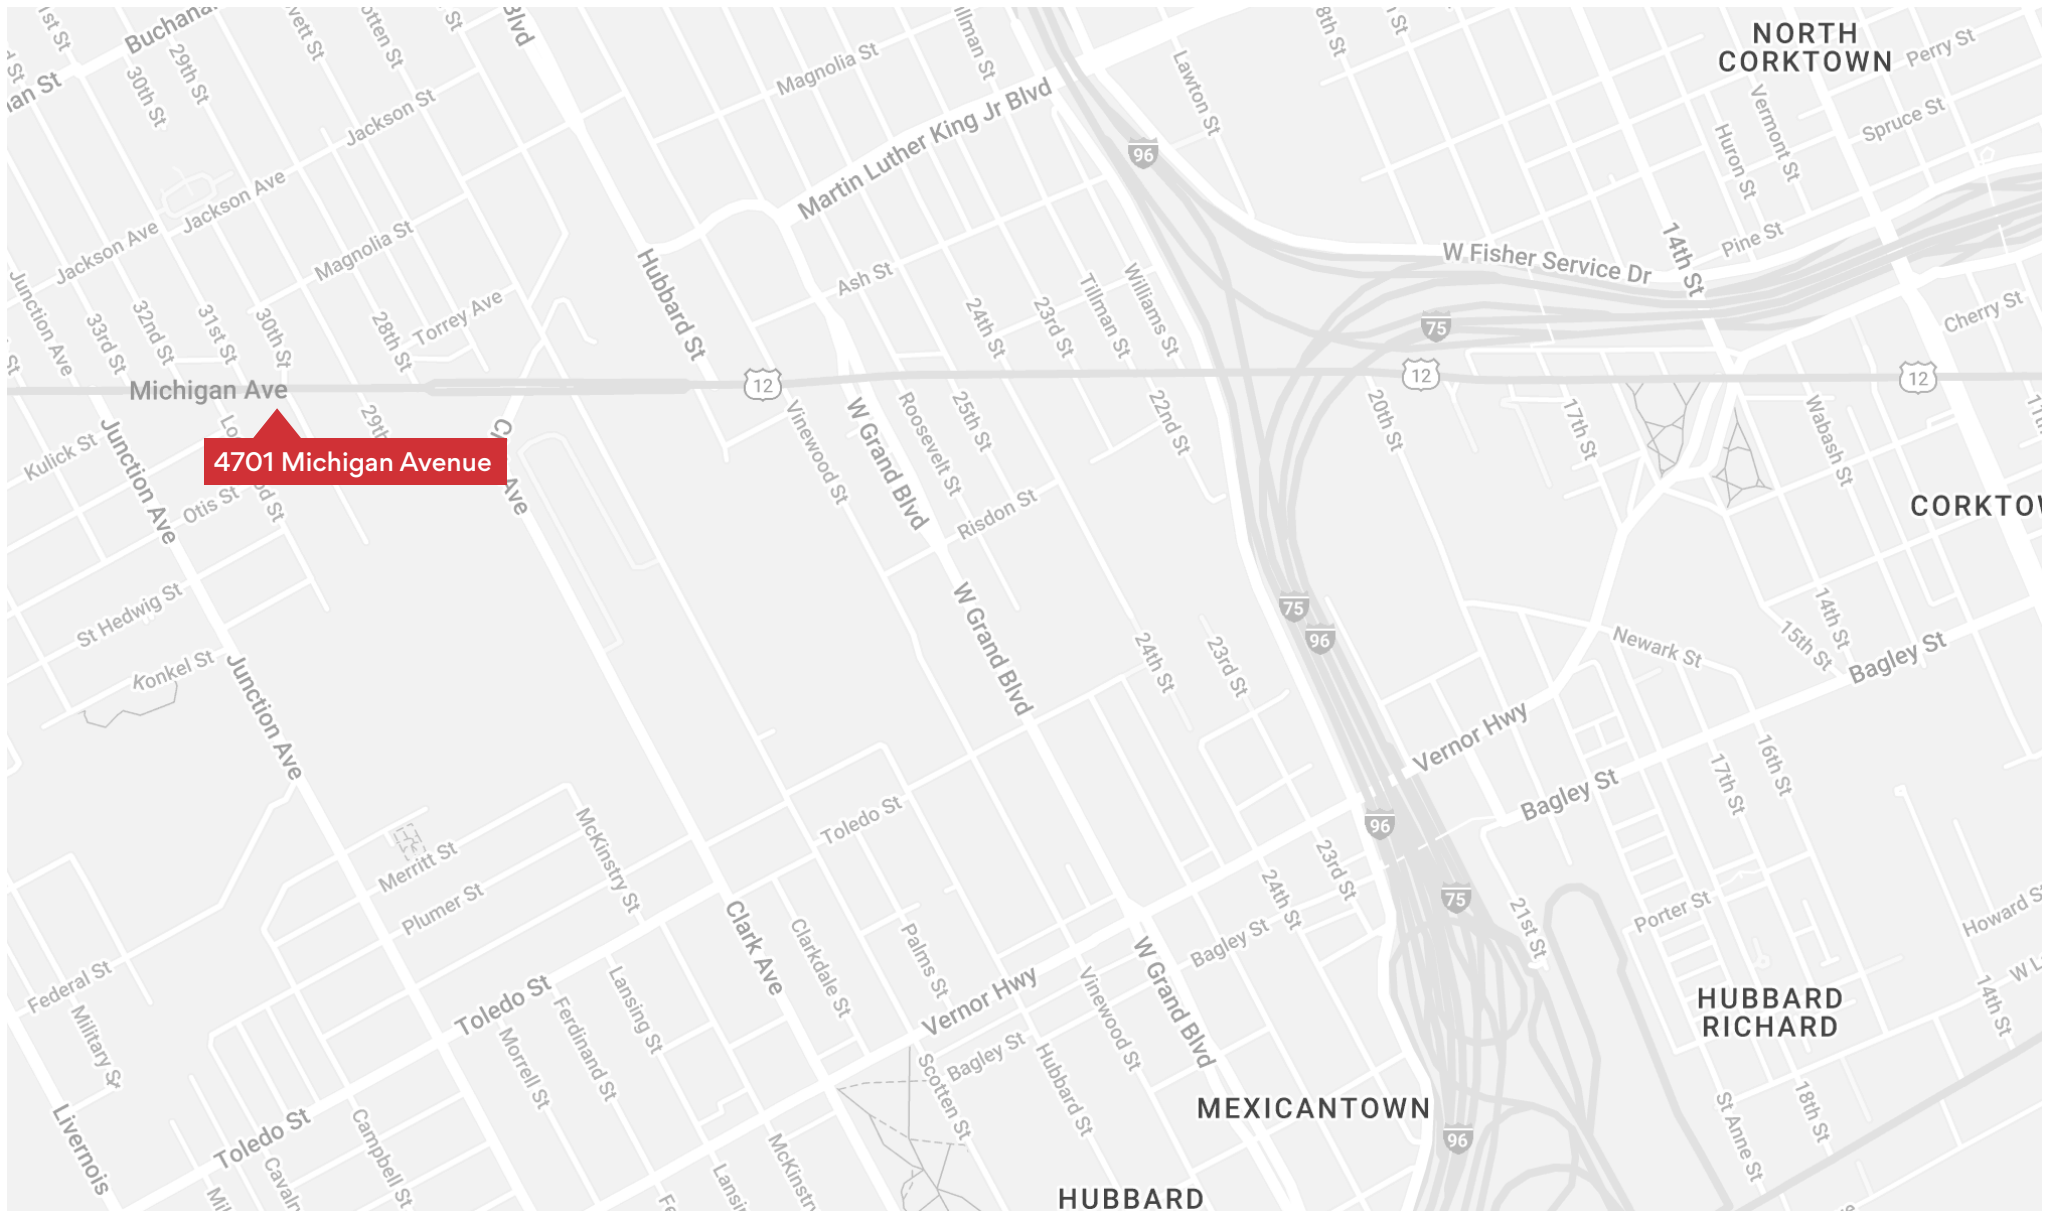 Buchanan
29th St
30th St
Jackson St
Blvd
Magnolia St
Martin Luther King Jr Blvd
Lawton St
96
NORTH
CORKTOWN
Perry St
Spruce St
Vermont St
Huron St
Jackson Ave
Jackson Ave
Magnolia St
Torrey Ave
Junction Ave
33rd St
32nd St
31st St
30th St
28th St
Hubbard St
Ash St
24th St
23rd St
Tillman St
Williams St
W Fisher Service Dr
14th St
Pine St
Cherry St
75
Michigan Ave
12
12
12
4701 Michigan Avenue
Kulick St
Otis St
Junction Ave
Vinewood St
W Grand Blvd
Roosevelt St
25th St
22nd St
20th St
17th St
Wabash St
Risdon St
St Hedwig St
Konkel St
Junction Ave
W Grand Blvd
24th St
23rd St
75
96
Newark St
14th St
15th St
Bagley St
Vernor Hwy
Bagley St
17th St
16th St
Toledo St
McKinstry St
Merritt St
Plumer St
96
75
23rd St
24th St
21st St
Porter St
Howard S
Clark Ave
Clarkdale St
Palms St
Vernor Hwy
Bagley St
W Grand Blvd
Bagley St
Vinewood St
Hubbard St
Scotten St
Federal St
Military St
Toledo St
Lansing St
Ferdinand St
Morrell St
HUBBARD
RICHARD
14th St
18th St
St Anne St
MEXICANTOWN
96
Livernois
Toledo St
Campbell St
HUBBARD